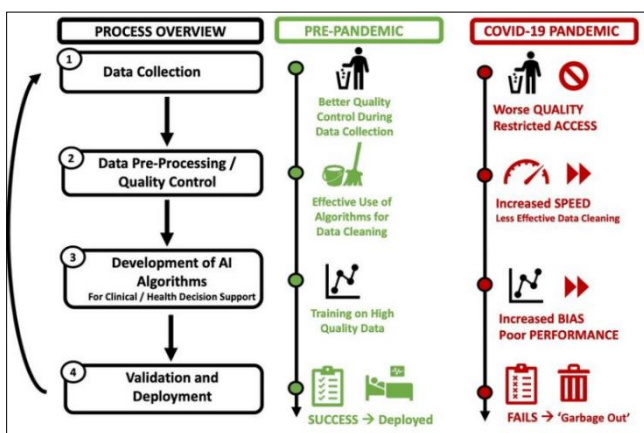 PROCESS OVERVIEW
PRE-PANDEMIC
COVID-19 PANDEMIC
1
Data Collection
Better Quality
Control During
Data Collection
Worse QUALITY
Restricted ACCESS
2
Data Pre-Processing /
Quality Control
Effective Use of
Algorithms for
Data Cleaning
Increased SPEED
Less Effective Data Cleaning
3
Development of AI
Algorithms
For Clinical / Health Decision Support
Training on High
Quality Data
Increased BIAS
Poor PERFORMANCE
4
Validation and
Deployment
SUCCESS → Deployed
FAILS → ‘Garbage Out’